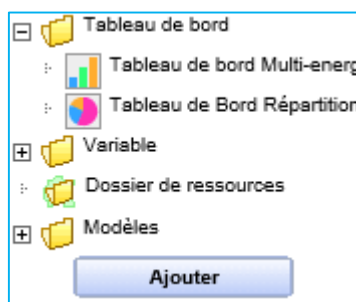 Tableau de bord
Tableau de bord Multi-energ
Tableau de Bord Répartition
Variable
Dossier de ressources
Modèles
Ajouter